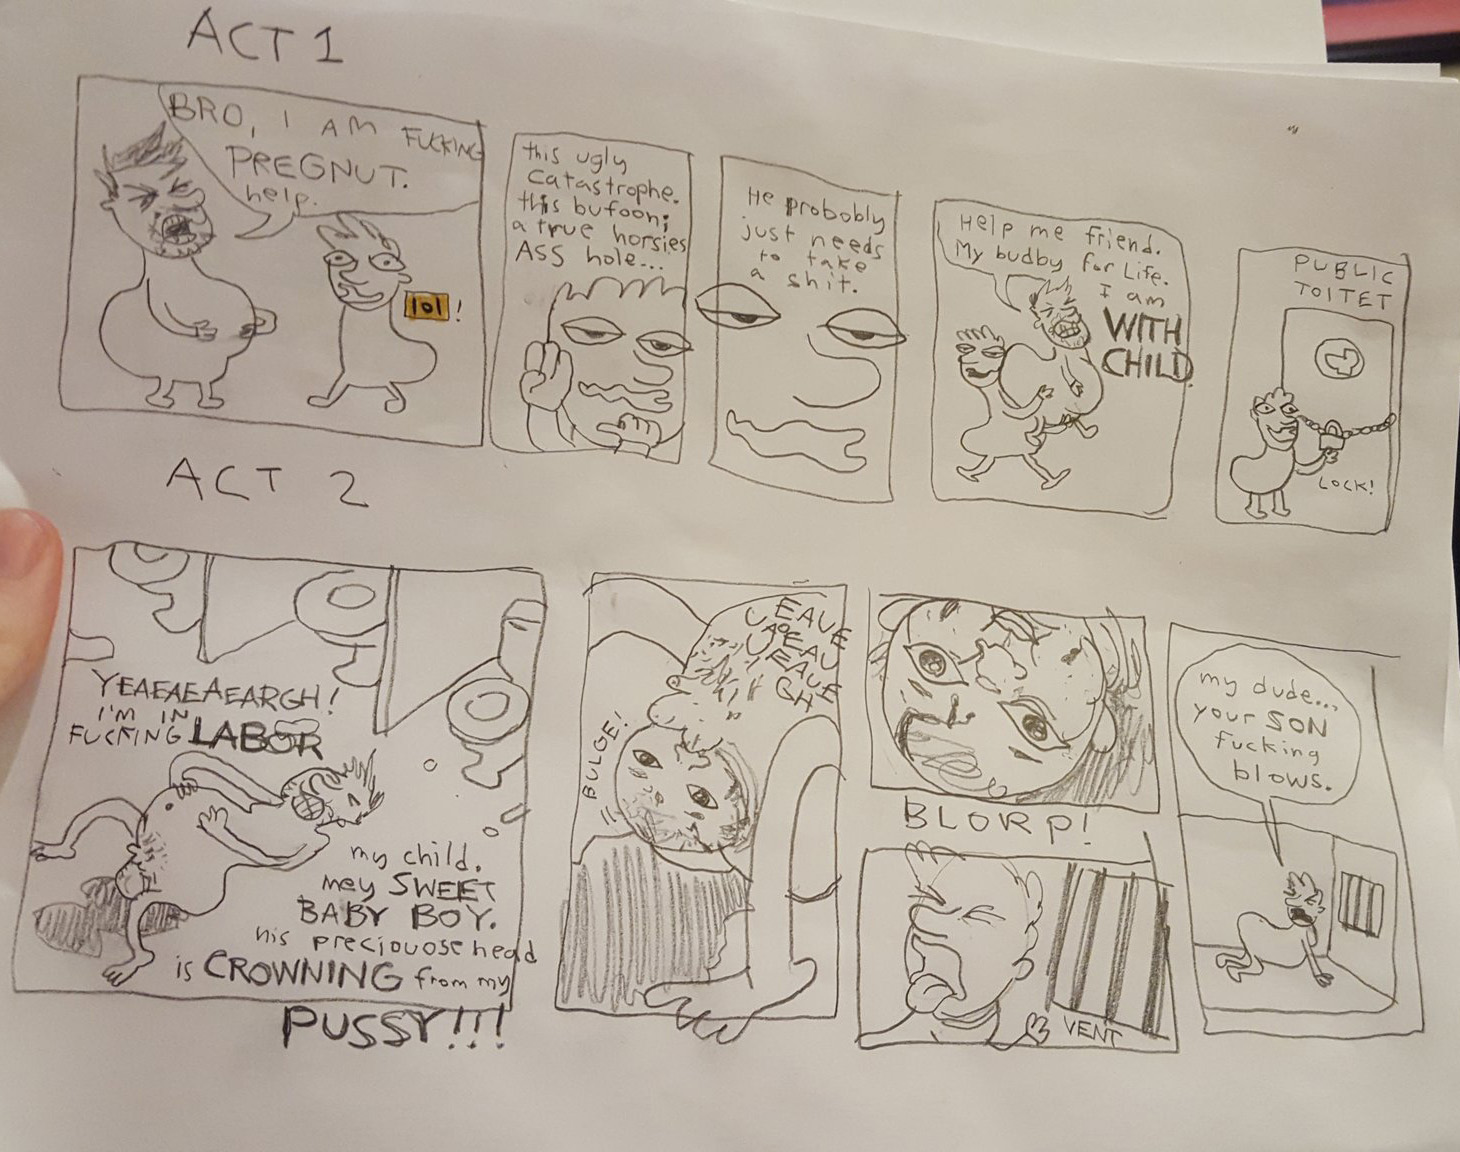 ACT 1
BRO, I AM FUCKING
PREGNUT.
help.
lol!
this ugly
catastrophe.
this bufoon;
a true horsies
ASS hole...
He probobly
just needs
to take
a shit.
Help me friend.
My budby for Life.
I am
WITH
CHILD.
PUBLIC
TOITET
LOCK!
ACT 2
YEAEAEAEARGH!
I'M IN
FUCKING LABOR
my child.
mey SWEET
BABY BOY.
his preciouose head
is CROWNING from my
PUSSY!!!
BULGE!
BLORP!
VENT
my dude...
your SON
fucking
blows.